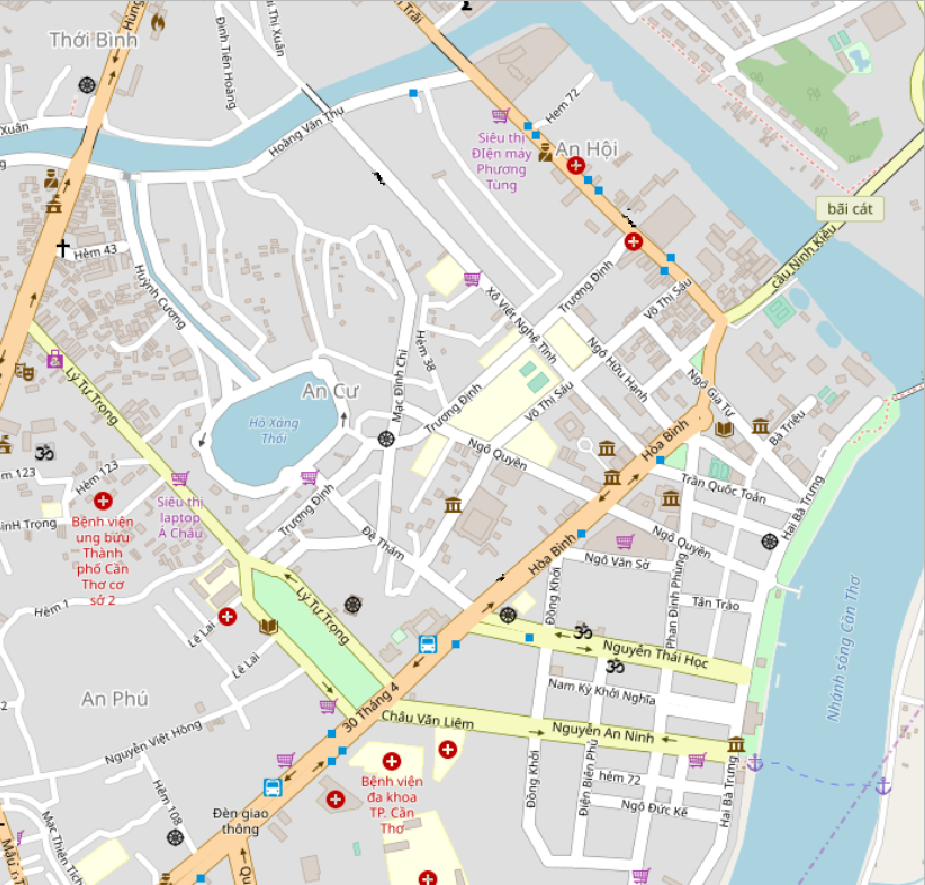 Hùng
Trãi
Thới Bình
Đinh Tiên Hoàng
i Thị Xuân
Xuân
Hoàng Văn Thụ
Hẻm 72
Siêu thị
Điện máy
Phương
Tùng
An Hội
bãi cát
Cầu Ninh Kiều
Hẻm 43
Huỳnh Cương
Trương Định
Võ Thị Sáu
Xô Viết Nghệ Tĩnh
Ngô Hữu Hạnh
Hẻm 38
Mạc Đĩnh Chi
Lý Tự Trọng
An Cư
Hồ Xáng
Thổi
Trương Định
Võ Thị Sáu
Ngô Gia Tự
Bà Triệu
Hòa Bình
Ngô Quyền
Trần Quốc Toản
Hai Bà Trưng
m 123
Hẻm 123
Siêu thị
laptop
Á Châu
Trương Định
Đề Thám
Bệnh viện
ung bứu
Thành
phố Cần
Thơ cơ
sở 2
Hòa Bình
Ngô Quyền
Ngô Văn Sở
Đồng Khởi
Phan Đình Phùng
Tân Trào
Lý Tự Trọng
Lê Lai
Lê Lai
Nguyễn Thái Học
Nhánh sông Cần Thơ
An Phú
Nam Kỳ Khởi Nghĩa
30 Tháng 4
Châu Văn Liêm
Nguyễn An Ninh
Nguyễn Việt Hồng
Đồng Khởi
Điện Biên Phủ
hẻm 72
Ngô Đức Kế
Hai Bà Trưng
Bệnh viện
đa khoa
TP. Cần
Thơ
Hẻm 108
Đèn giao
thông
Mạc Thiên Tích